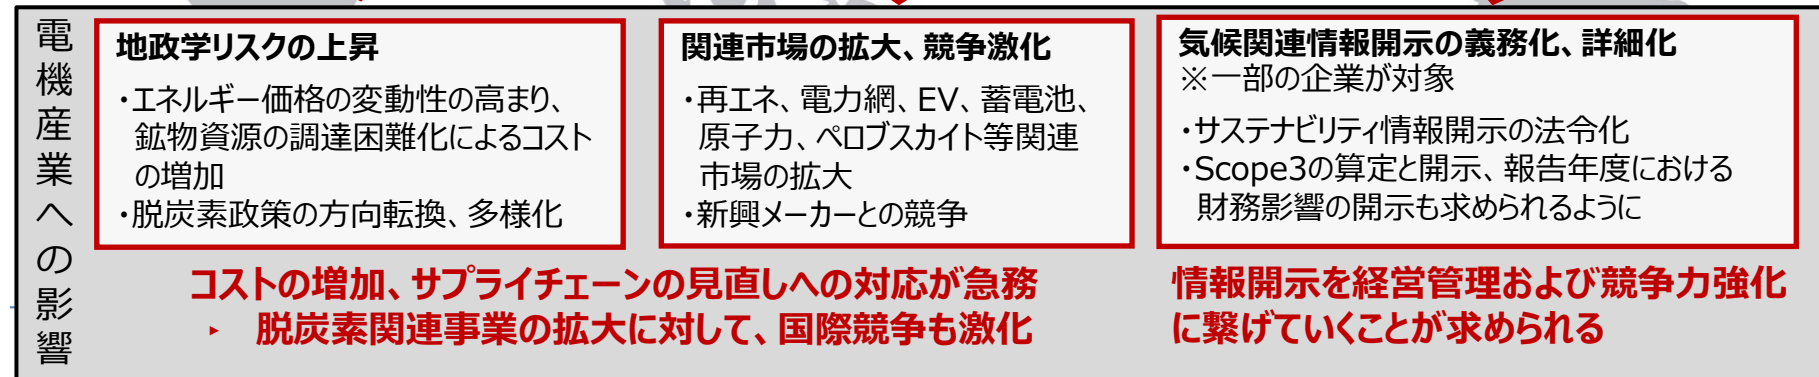 電機産業への影響
地政学リスクの上昇
・エネルギー価格の変動性の高まり、
鉱物資源の調達困難化によるコスト
の増加
・脱炭素政策の方向転換、多様化
関連市場の拡大、競争激化
・再エネ、電力網、EV、蓄電池、
原子力、ペロブスカイト等関連
市場の拡大
・新興メーカーとの競争
気候関連情報開示の義務化、詳細化
※一部の企業が対象
・サステナビリティ情報開示の法令化
・Scope3の算定と開示、報告年度における
財務影響の開示も求められるように
コストの増加、サプライチェーンの見直しへの対応が急務
‣ 脱炭素関連事業の拡大に対して、国際競争も激化
情報開示を経営管理および競争力強化
に繋げていくことが求められる